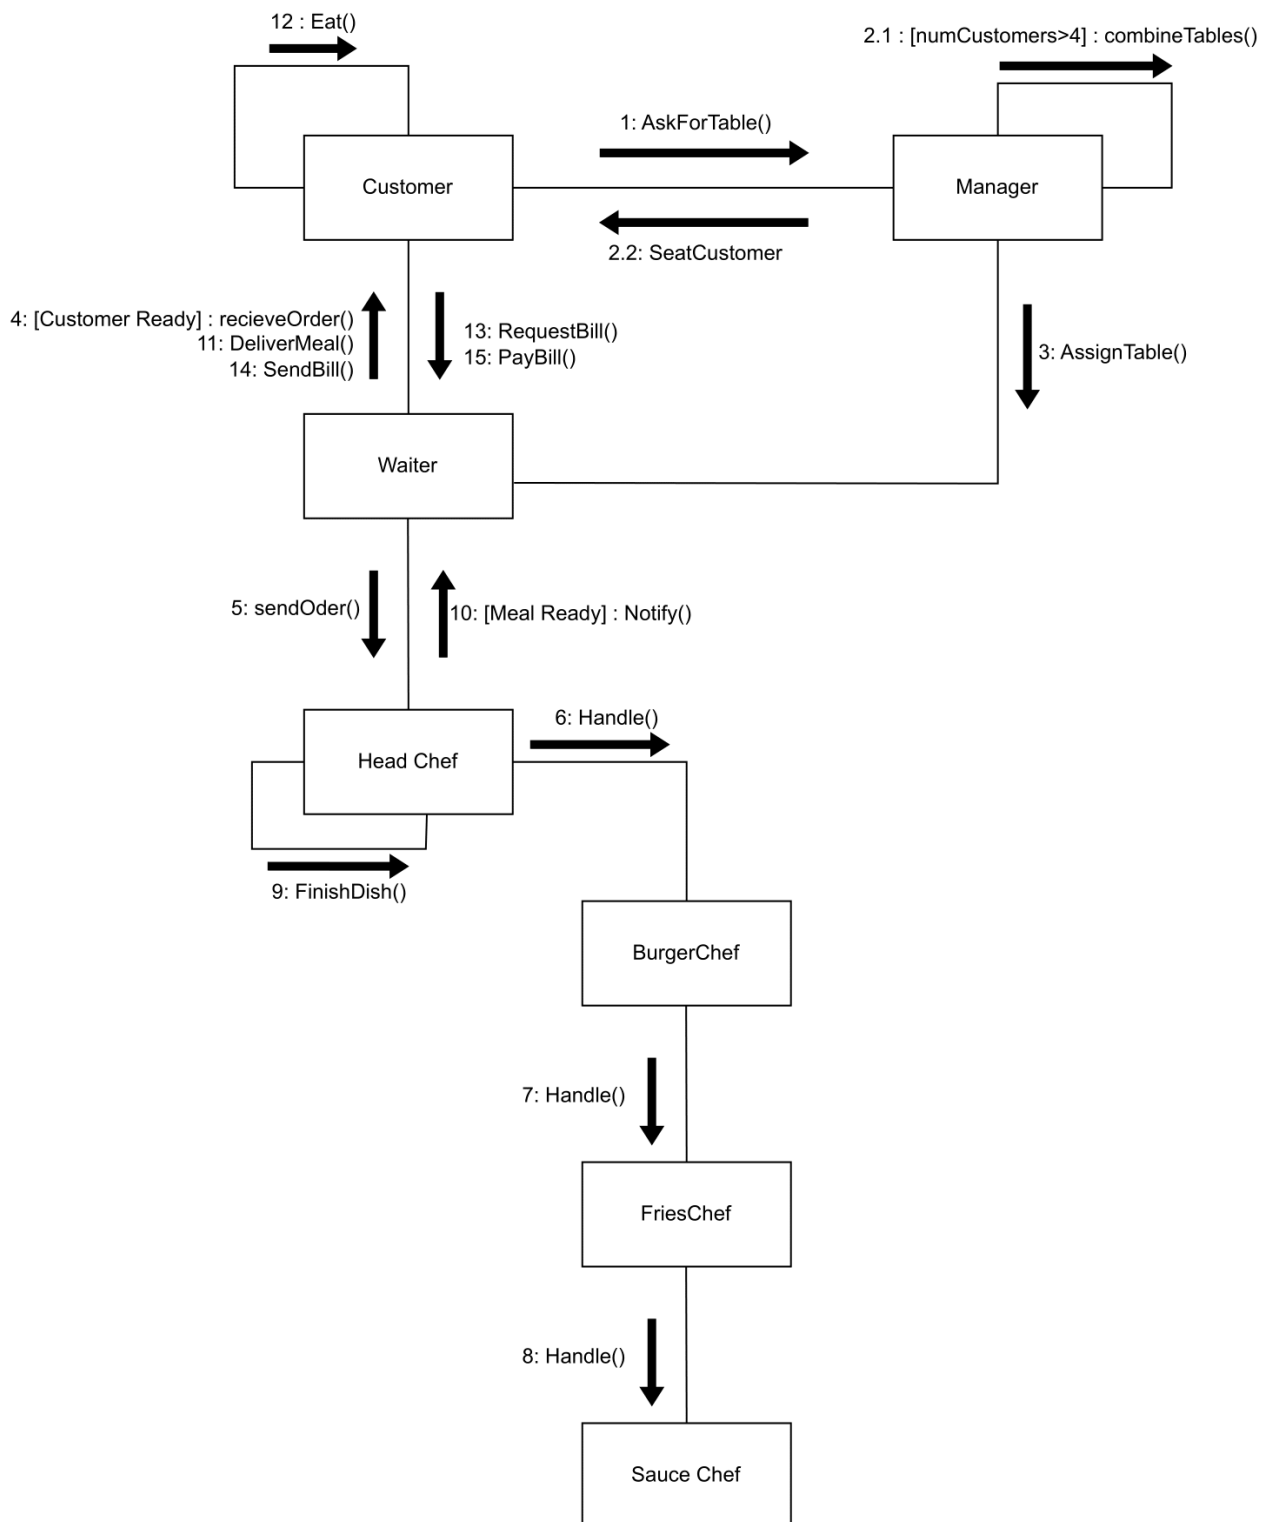 12 : Eat()
2.1 : [numCustomers>4] : combineTables()
1: AskForTable()
Customer
Manager
2.2: SeatCustomer
4: [Customer Ready] : recieveOrder()
11: DeliverMeal()
14: SendBill()
13: RequestBill()
15: PayBill()
3: AssignTable()
Waiter
5: sendOder()
10: [Meal Ready] : Notify()
6: Handle()
Head Chef
9: FinishDish()
BurgerChef
7: Handle()
FriesChef
8: Handle()
Sauce Chef